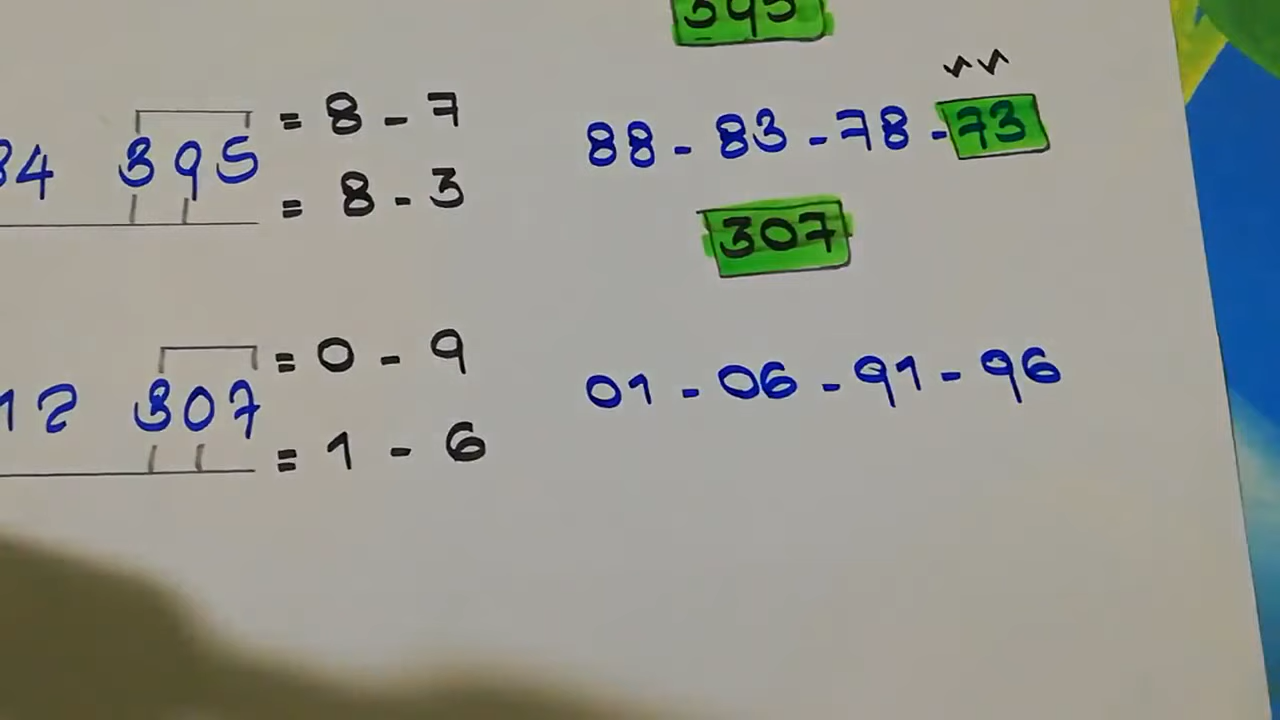 395
= 8 - 7
34 395
= 8 - 3
88 - 83 - 78 - 73
307
= 0 - 9
12 307
= 1 - 6
01 - 06 - 91 - 96